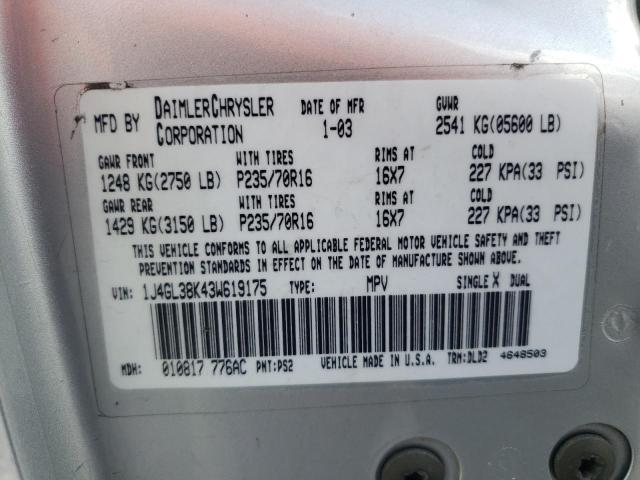 MFD BY DAIMLERCHRYSLER CORPORATION DATE OF MFR 1-03 GVWR 2541 KG(05600 LB)
GAWR FRONT WITH TIRES RIMS AT COLD
1248 KG(2750 LB) P235/70R16 16X7 227 KPA(33 PSI)
GAWR REAR WITH TIRES RIMS AT COLD
1429 KG(3150 LB) P235/70R16 16X7 227 KPA(33 PSI)
THIS VEHICLE CONFORMS TO ALL APPLICABLE FEDERAL MOTOR VEHICLE SAFETY AND THEFT
PREVENTION STANDARDS IN EFFECT ON THE DATE OF MANUFACTURE SHOWN ABOVE.
VIN: 1J4GL38K43W619175 TYPE: MPV SINGLE X DUAL
MDH: 010817 776AC PNT:PS2 VEHICLE MADE IN U.S.A. TRM:DLD2 4648503